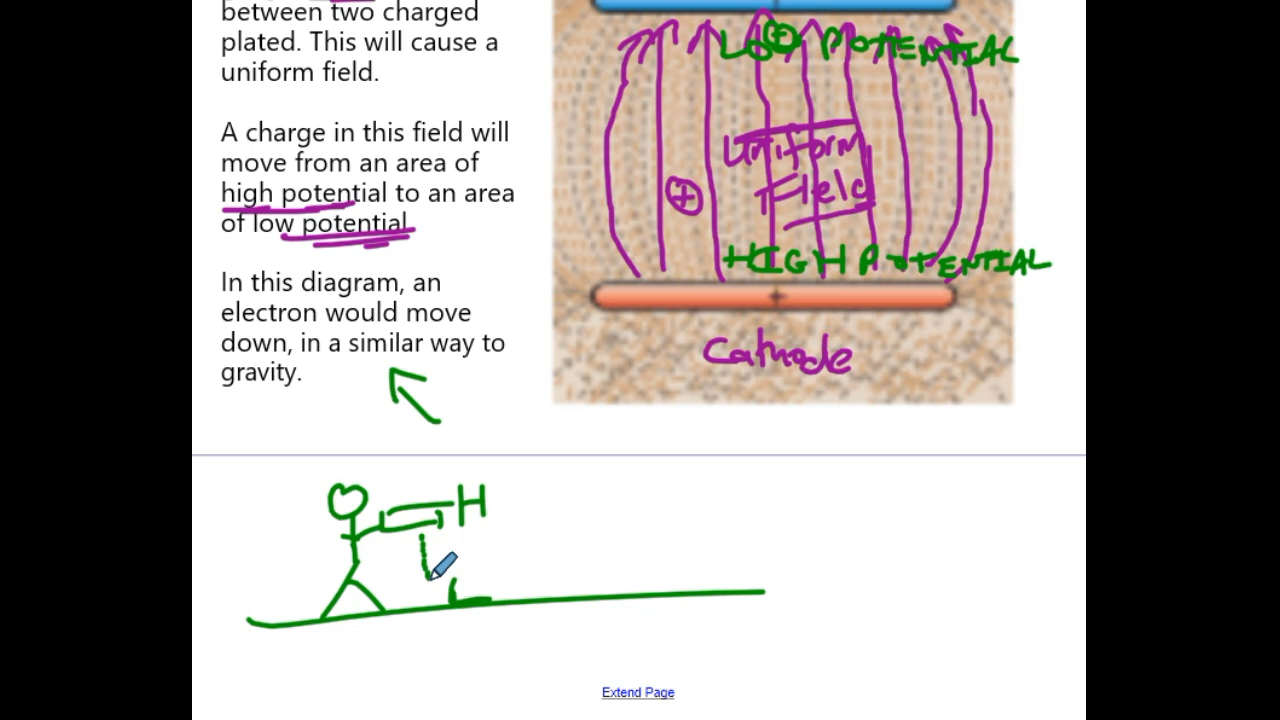 between two charged
plated. This will cause a
uniform field.
A charge in this field will
move from an area of
high potential to an area
of low potential
In this diagram, an
electron would move
down, in a similar way to
gravity.
LOW POTENTIAL
+
Uniform
Field
+
HIGH POTENTIAL
+
Cathode
H
L
Extend Page